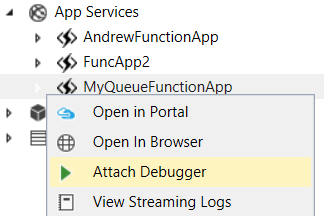 App Services
AndrewFunctionApp
FuncApp2
MyQueueFunctionApp
Open in Portal
Open In Browser
Attach Debugger
View Streaming Logs